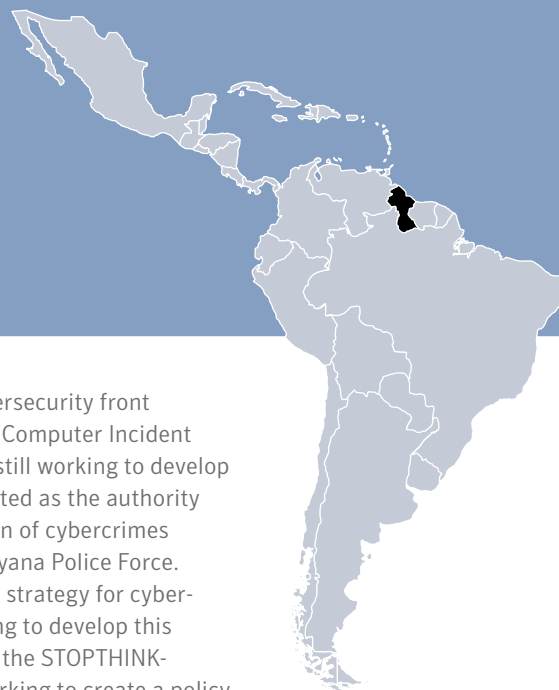 ersecurity front
Computer Incident
still working to develop
ted as the authority
n of cybercrimes
yana Police Force.
strategy for cyber-
ng to develop this
the STOPTHINK-
rking to create a policy